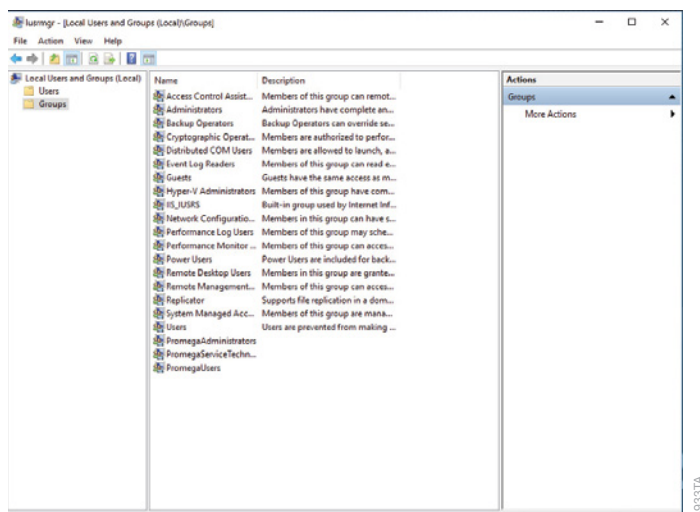 lusrmgr - [Local Users and Groups (Local)\Groups]
File Action View Help
Local Users and Groups (Local)
Users
Groups
Name Description
Access Control Assist... Members of this group can remot...
Administrators Administrators have complete an...
Backup Operators Backup Operators can override se...
Cryptographic Operat... Members are authorized to perfor...
Distributed COM Users Members are allowed to launch, a...
Event Log Readers Members of this group can read e...
Guests Guests have the same access as m...
Hyper-V Administrators Members of this group have com...
IIS_IUSRS Built-in group used by Internet Inf...
Network Configuratio... Members in this group can have s...
Performance Log Users Members of this group may sche...
Performance Monitor ... Members of this group can acces...
Power Users Power Users are included for back...
Remote Desktop Users Members in this group are grante...
Remote Management... Members of this group can acces...
Replicator Supports file replication in a dom...
System Managed Acc... Members of this group are mana...
Users Users are prevented from making ...
PromegaAdministrators
PromegaServiceTechn...
PromegaUsers
Actions
Groups
More Actions